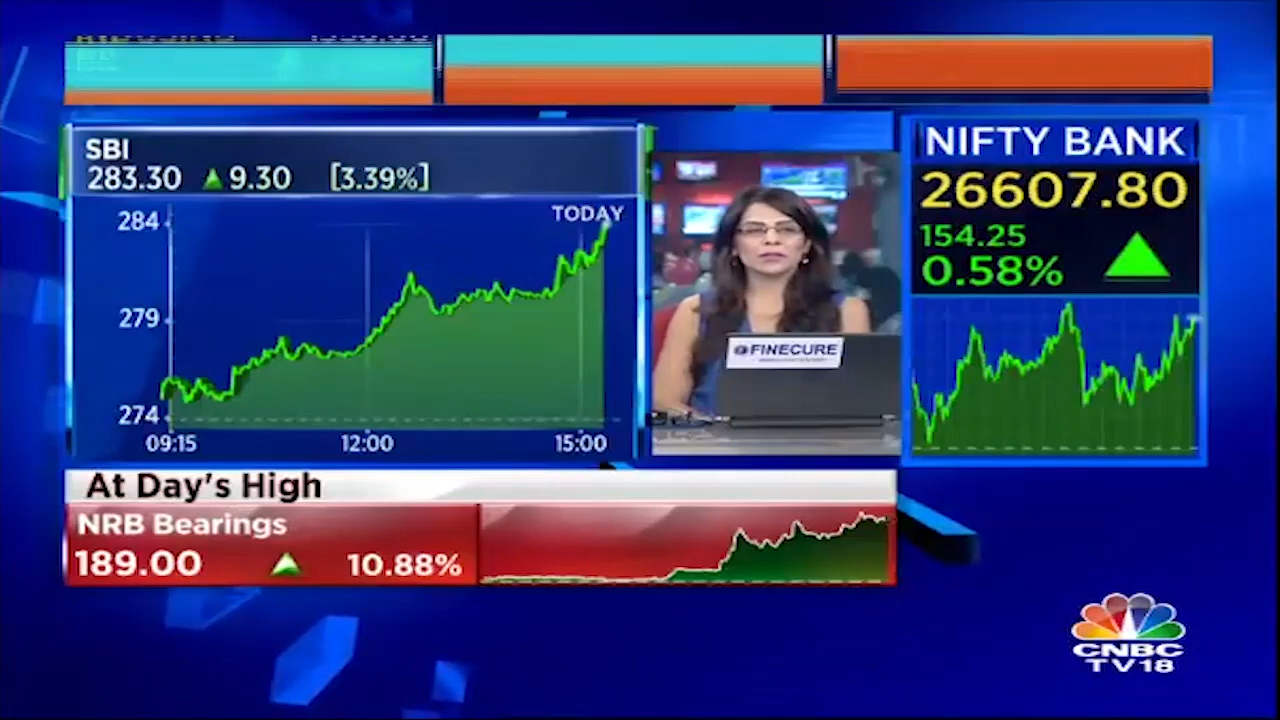 SBI
283.30 ▲ 9.30 [3.39%]
TODAY
284
279
274
09:15 12:00 15:00
FINECURE
NIFTY BANK
26607.80
154.25
0.58%
At Day's High
NRB Bearings
189.00 ▲ 10.88%
CNBC
TV18